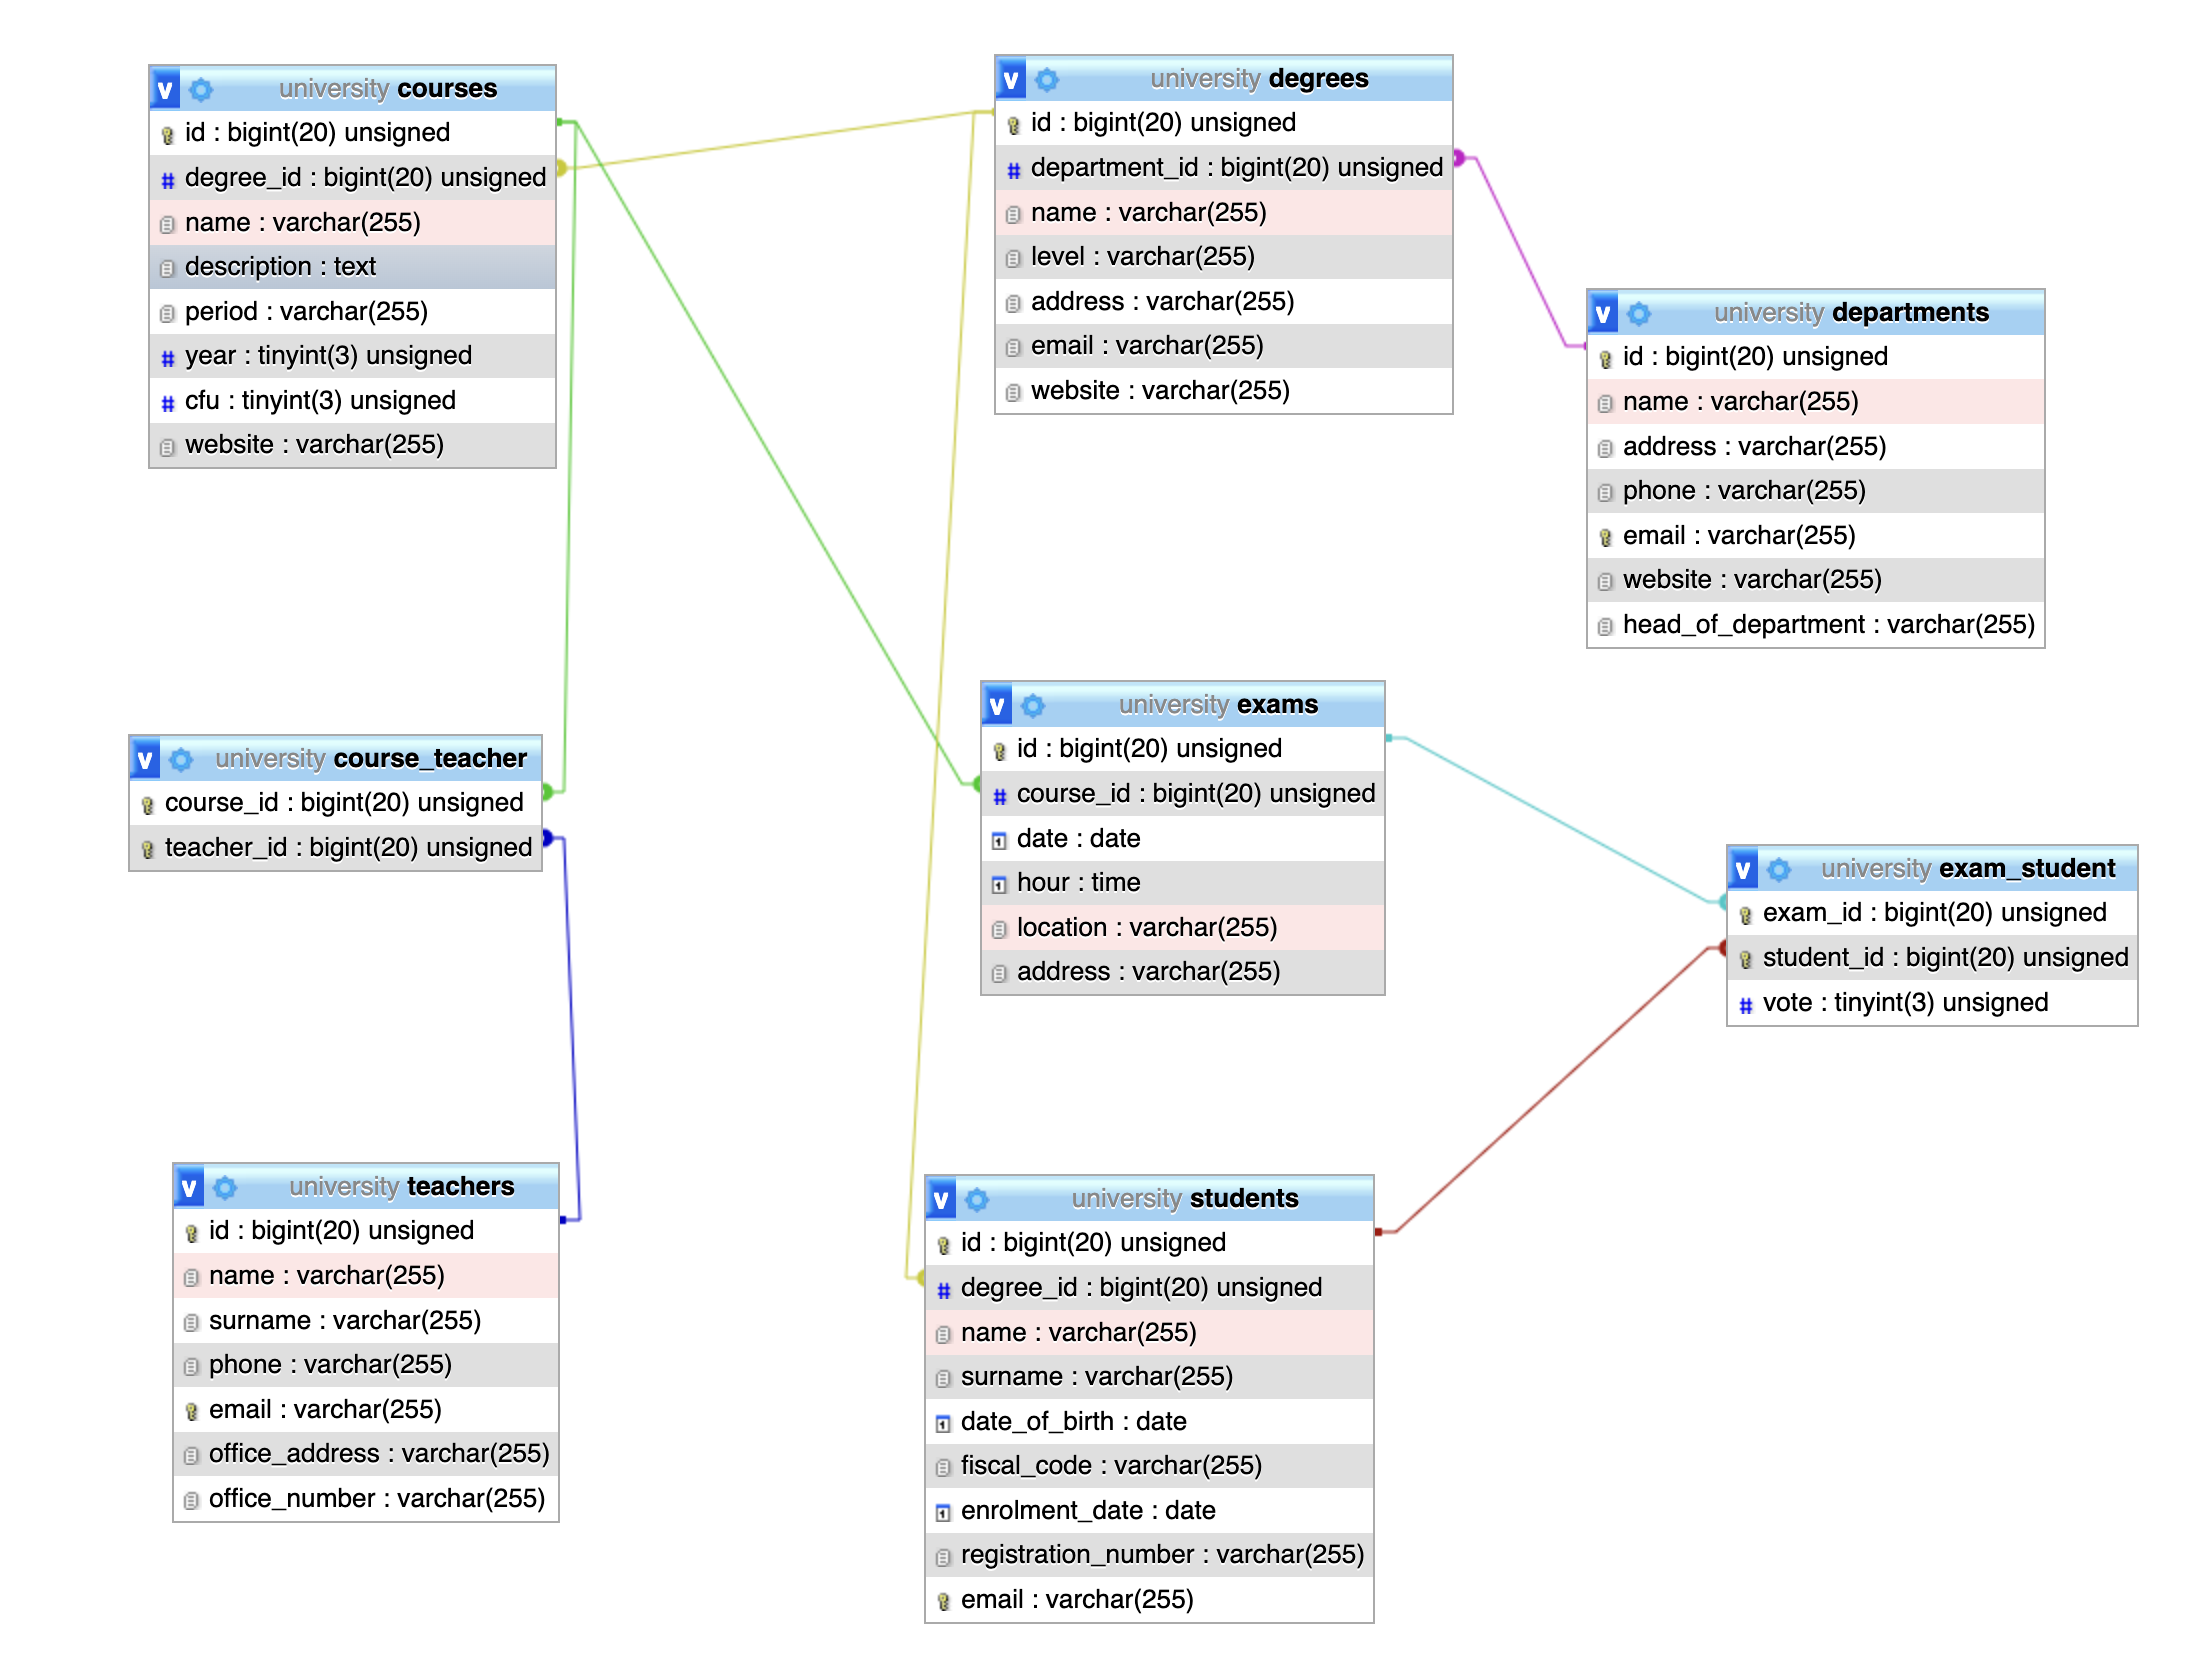 v university courses
id : bigint(20) unsigned
degree_id : bigint(20) unsigned
name : varchar(255)
description : text
period : varchar(255)
year : tinyint(3) unsigned
cfu : tinyint(3) unsigned
website : varchar(255)
v university degrees
id : bigint(20) unsigned
department_id : bigint(20) unsigned
name : varchar(255)
level : varchar(255)
address : varchar(255)
email : varchar(255)
website : varchar(255)
v university departments
id : bigint(20) unsigned
name : varchar(255)
address : varchar(255)
phone : varchar(255)
email : varchar(255)
website : varchar(255)
head_of_department : varchar(255)
v university course_teacher
course_id : bigint(20) unsigned
teacher_id : bigint(20) unsigned
v university exams
id : bigint(20) unsigned
course_id : bigint(20) unsigned
date : date
hour : time
location : varchar(255)
address : varchar(255)
v university exam_student
exam_id : bigint(20) unsigned
student_id : bigint(20) unsigned
vote : tinyint(3) unsigned
v university teachers
id : bigint(20) unsigned
name : varchar(255)
surname : varchar(255)
phone : varchar(255)
email : varchar(255)
office_address : varchar(255)
office_number : varchar(255)
v university students
id : bigint(20) unsigned
degree_id : bigint(20) unsigned
name : varchar(255)
surname : varchar(255)
date_of_birth : date
fiscal_code : varchar(255)
enrolment_date : date
registration_number : varchar(255)
email : varchar(255)